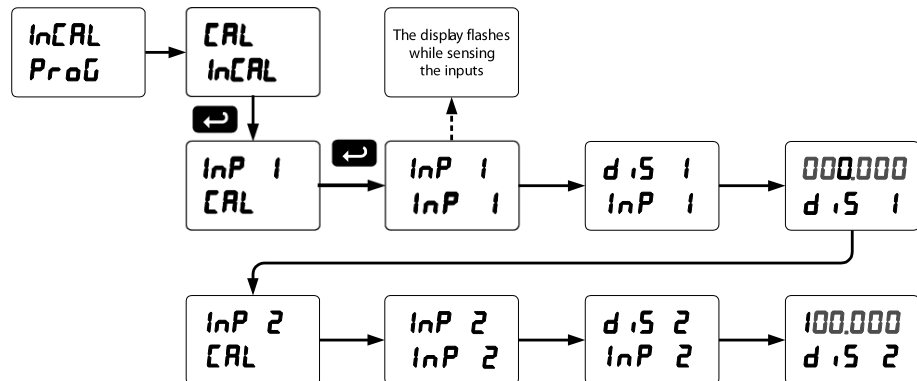 InCAL
ProG
CAL
InCAL
The display flashes
while sensing
the inputs
InP 1
CAL
InP 1
InP 1
diS 1
InP 1
000.000
diS 1
InP 2
CAL
InP 2
InP 2
diS 2
InP 2
100.000
diS 2